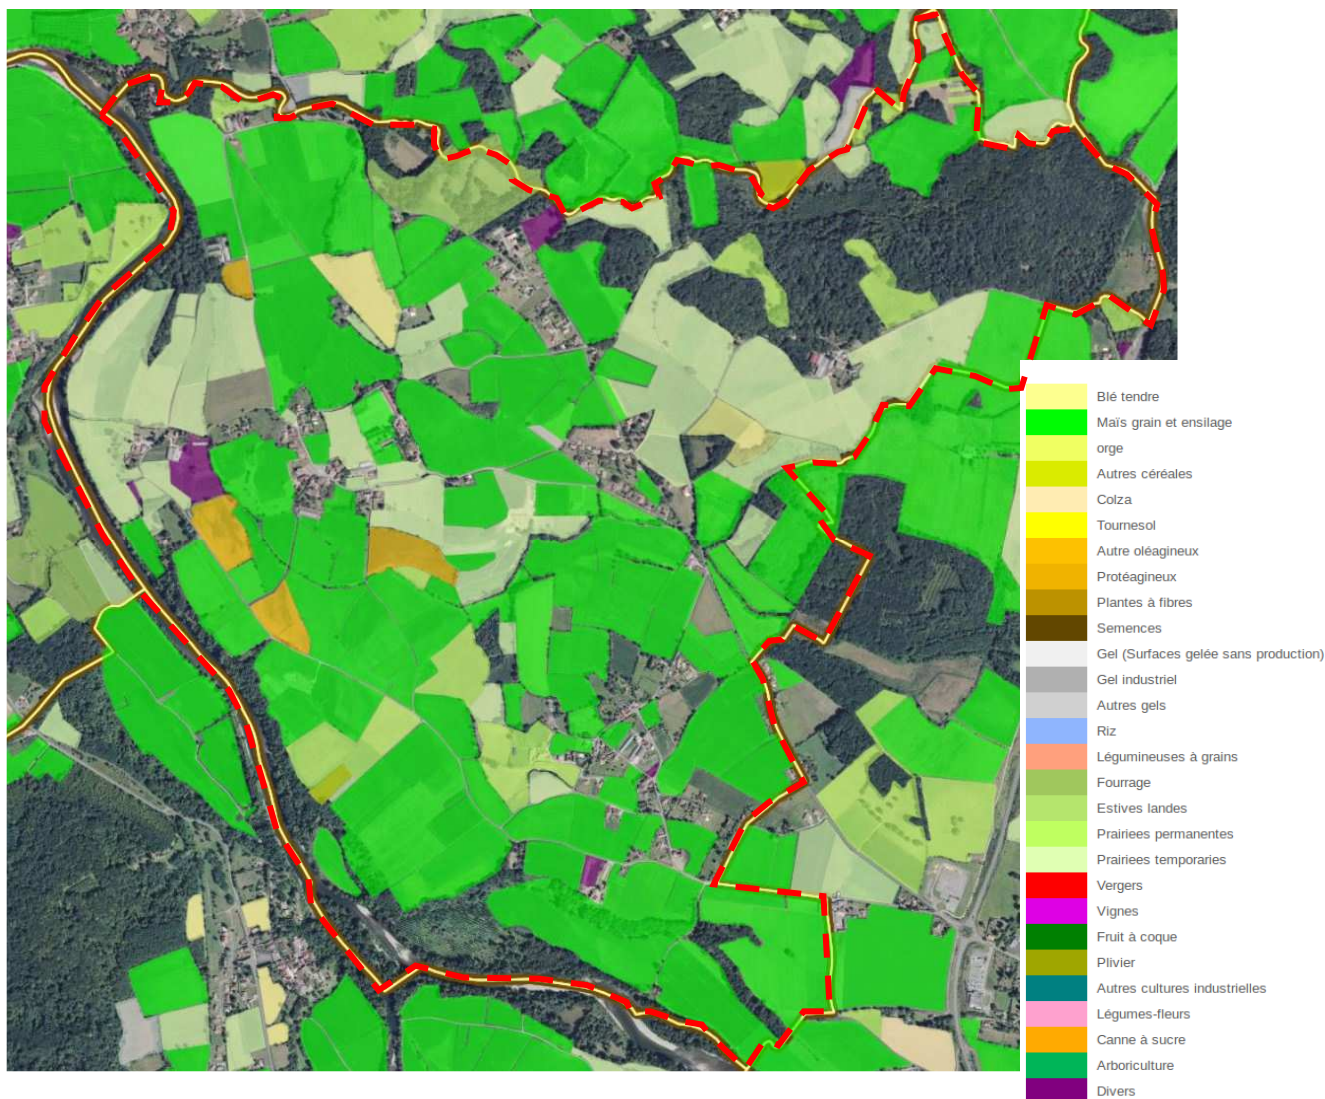 Blé tendre
Maïs grain et ensilage
orge
Autres céréales
Colza
Tournesol
Autre oléagineux
Protéagineux
Plantes à fibres
Semences
Gel (Surfaces gelée sans production)
Gel industriel
Autres gels
Riz
Légumineuses à grains
Fourrage
Estives landes
Prairiees permanentes
Prairiees temporaries
Vergers
Vignes
Fruit à coque
Plivier
Autres cultures industrielles
Légumes-fleurs
Canne à sucre
Arboriculture
Divers